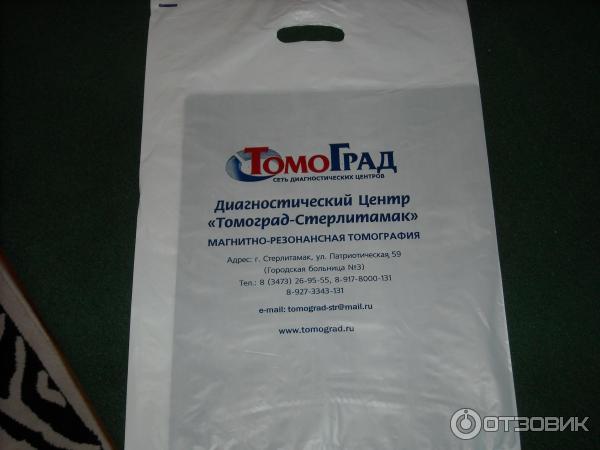 ТомоГрад
СЕТЬ ДИАГНОСТИЧЕСКИХ ЦЕНТРОВ
Диагностический Центр
«Томоград-Стерлитамак»
МАГНИТНО-РЕЗОНАНСНАЯ ТОМОГРАФИЯ
Адрес: г. Стерлитамак, ул. Патриотическая, 59
(Городская больница №3)
Тел.: 8 (3473) 26-95-55, 8-917-8000-131
8-927-3343-131
e-mail: tomograd-str@mail.ru
www.tomograd.ru
ОТЗОВИК